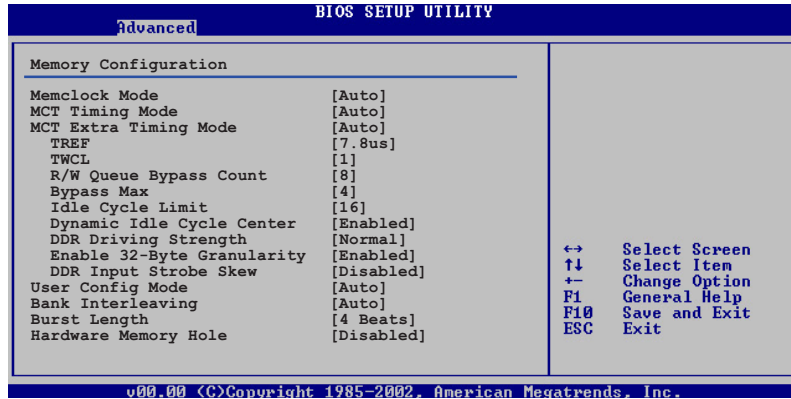 BIOS SETUP UTILITY
Advanced
Memory Configuration
Memclock Mode [Auto]
MCT Timing Mode [Auto]
MCT Extra Timing Mode [Auto]
TREF [7.8us]
TWCL [1]
R/W Queue Bypass Count [8]
Bypass Max [4]
Idle Cycle Limit [16]
Dynamic Idle Cycle Center [Enabled]
DDR Driving Strength [Normal]
Enable 32-Byte Granularity [Enabled]
DDR Input Strobe Skew [Disabled]
User Config Mode [Auto]
Bank Interleaving [Auto]
Burst Length [4 Beats]
Hardware Memory Hole [Disabled]
↔ Select Screen
↑↓ Select Item
+- Change Option
F1 General Help
F10 Save and Exit
ESC Exit
v00.00 (C)Copyright 1985-2002, American Megatrends, Inc.